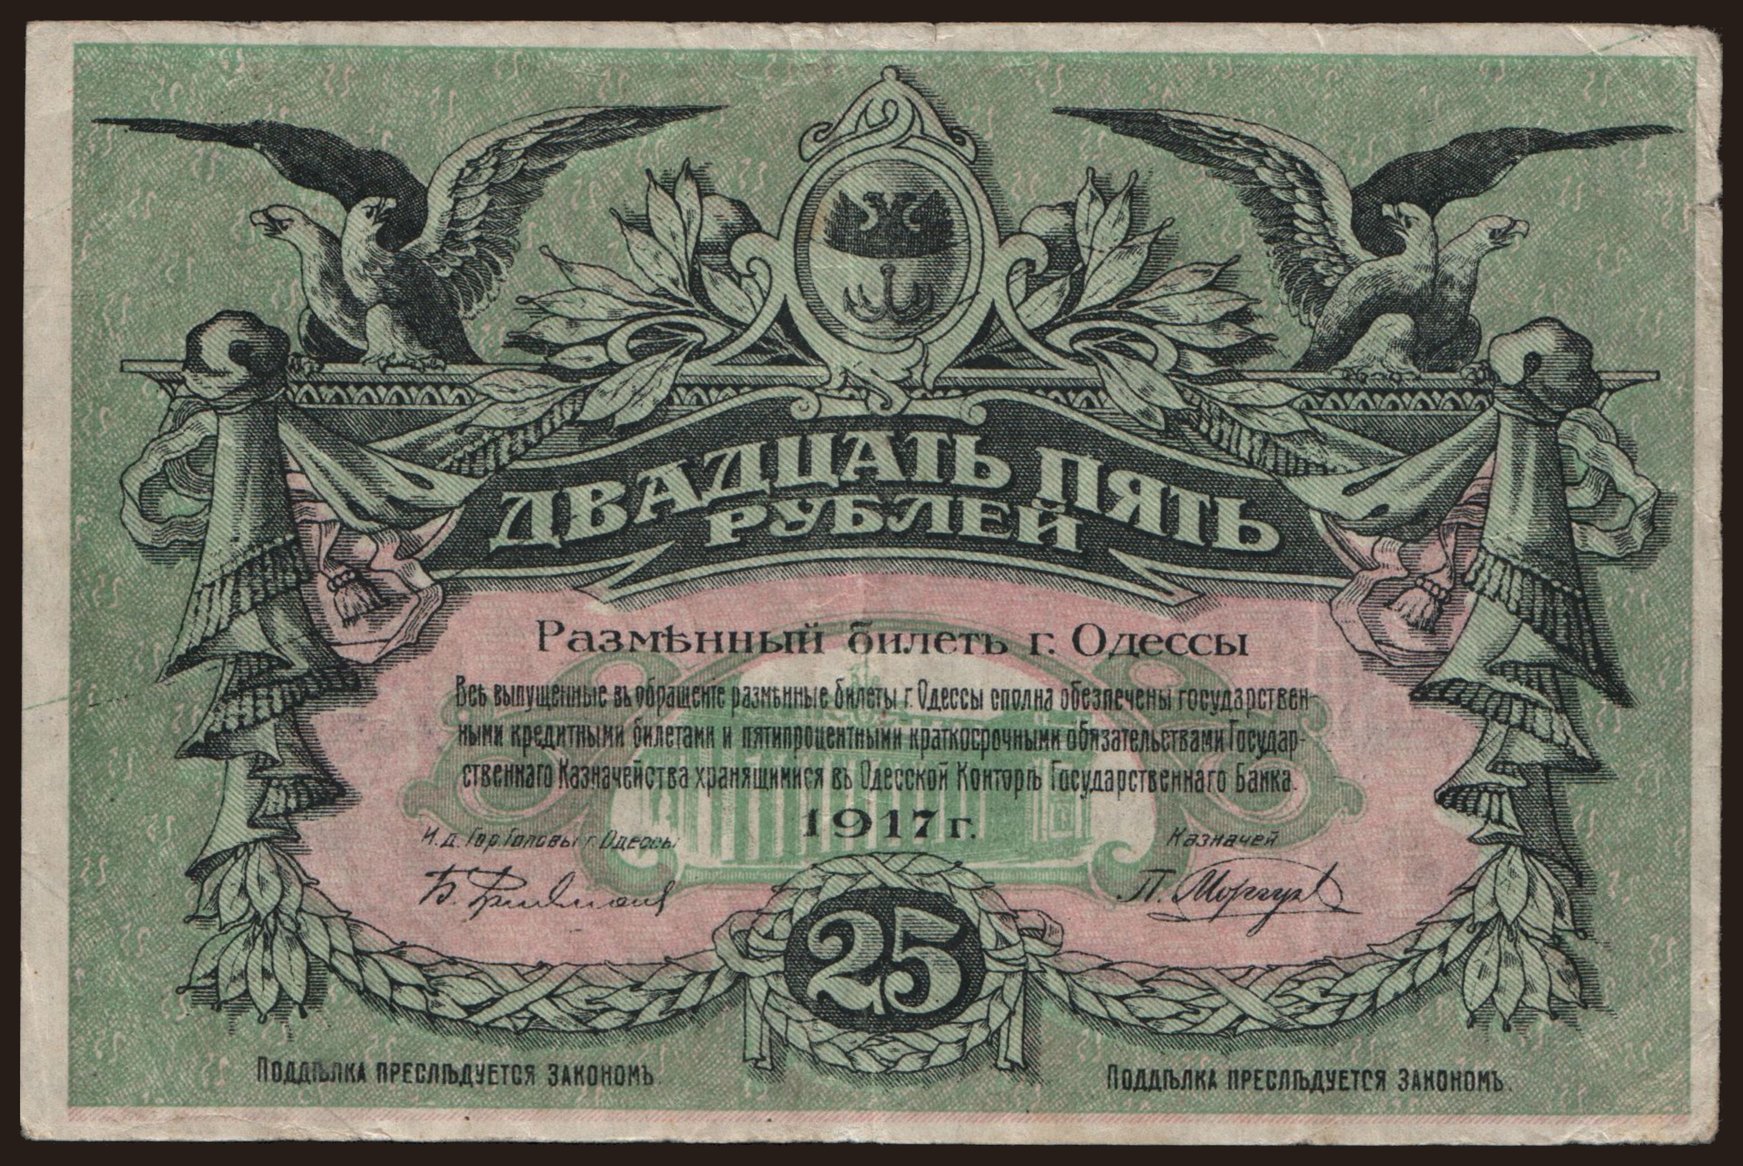 ДВАДЦАТЬ ПЯТЬ
РУБЛЕЙ
Размѣнный билетъ г. Одессы
Всѣ выпущенные въ обращенiе размѣнные билеты г. Одессы сполна обезпечены государствен-
ными кредитными билетами и пятипроцентными краткосрочными обязательствами Государ-
ственнаго Казначейства хранящимися въ Одесской Конторѣ Государственнаго Банка.
1917 г.
И. д. Гор Головы г. Одессы
Казначей
П. Моргун
25
Поддѣлка преслѣдуется закономъ.
Поддѣлка преслѣдуется закономъ.